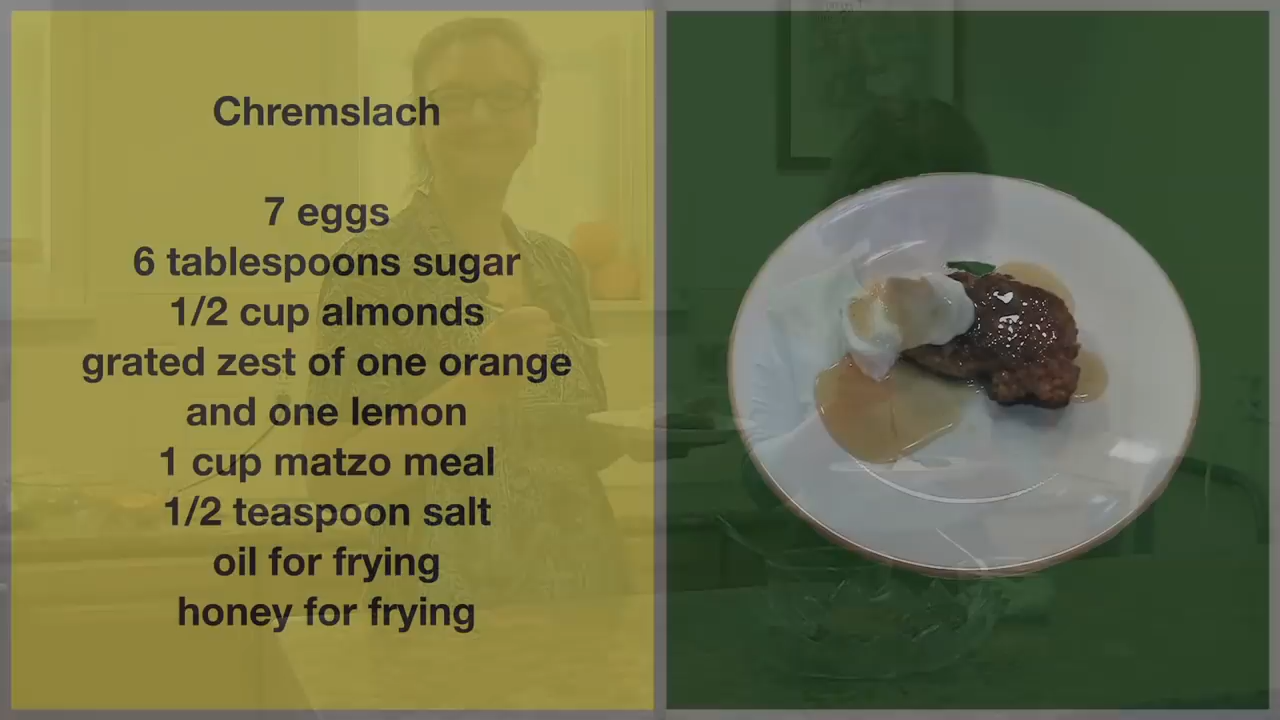 Chremslach
7 eggs
6 tablespoons sugar
1/2 cup almonds
grated zest of one orange
and one lemon
1 cup matzo meal
1/2 teaspoon salt
oil for frying
honey for frying